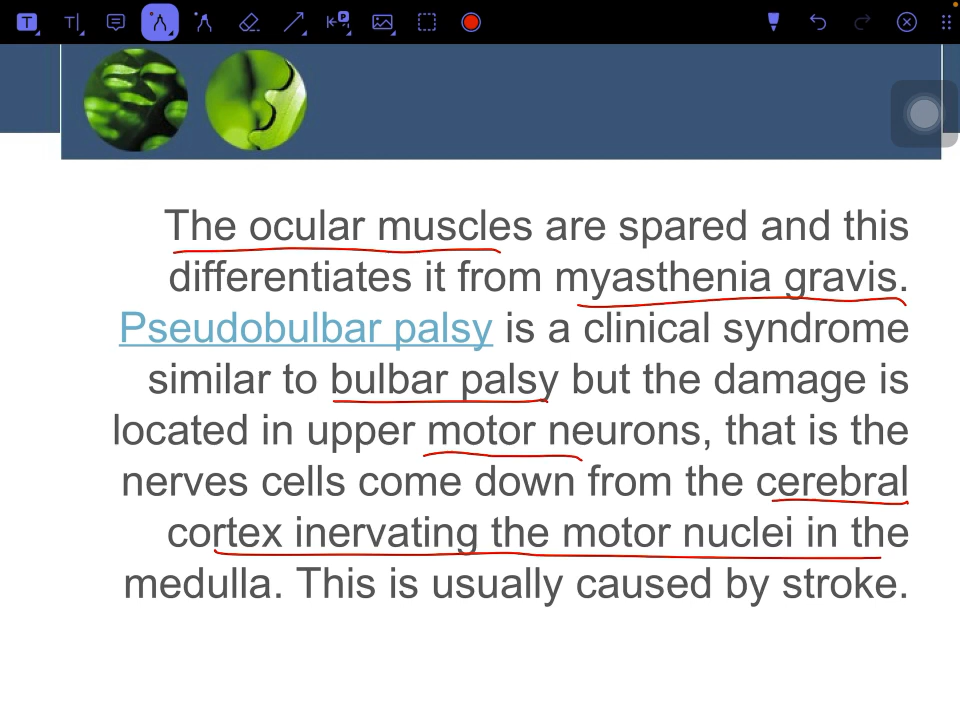 The ocular muscles are spared and this
differentiates it from myasthenia gravis.
Pseudobulbar palsy is a clinical syndrome
similar to bulbar palsy but the damage is
located in upper motor neurons, that is the
nerves cells come down from the cerebral
cortex inervating the motor nuclei in the
medulla. This is usually caused by stroke.